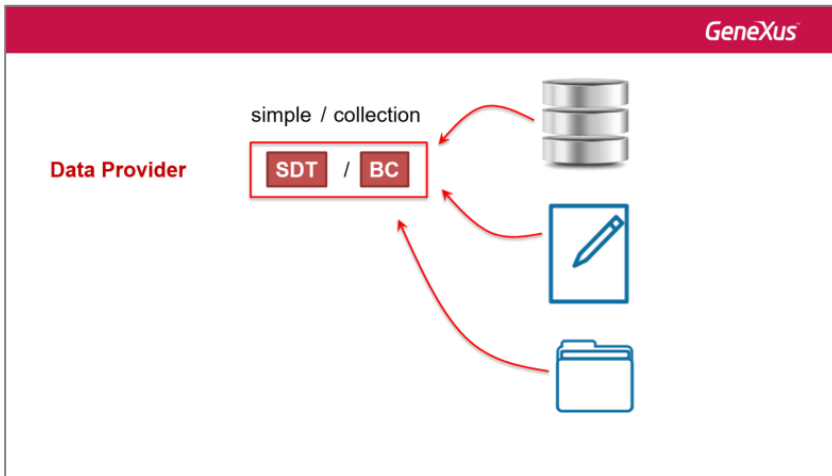 GeneXus
simple / collection
Data Provider
SDT / BC